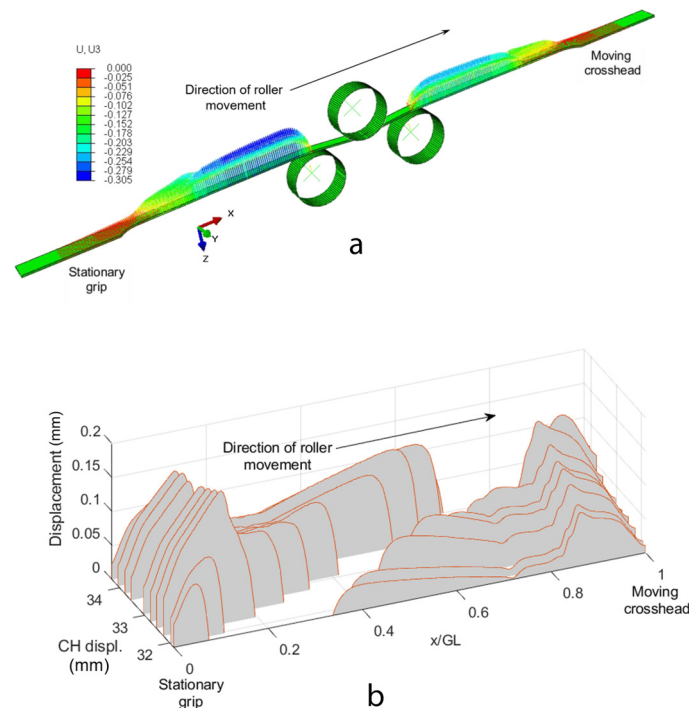 U, U3
0.000
-0.025
-0.051
-0.076
-0.102
-0.127
-0.152
-0.178
-0.203
-0.229
-0.254
-0.279
-0.305
Direction of roller
movement
Moving
crosshead
X
Y
Z
Stationary
grip
a
Displacement (mm)
0.2
0.15
0.1
0.05
0
Direction of roller
movement
34
33
32
CH displ.
(mm)
0
0.2
0.4
0.6
0.8
1
x/GL
Stationary
grip
Moving
crosshead
b